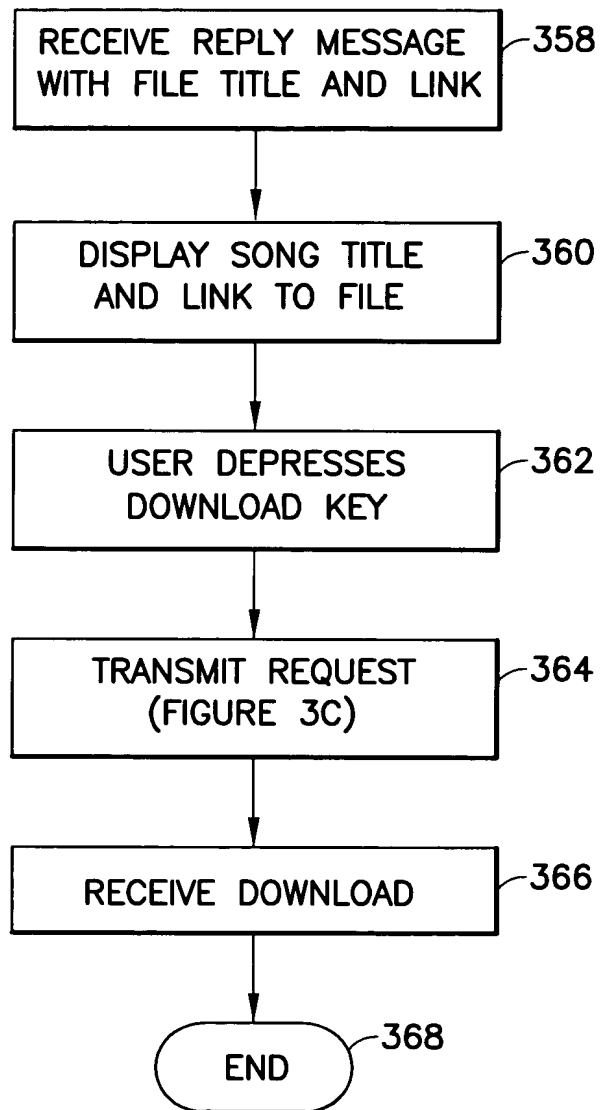 RECEIVE REPLY MESSAGE
WITH FILE TITLE AND LINK
358
DISPLAY SONG TITLE
AND LINK TO FILE
360
USER DEPRESSES
DOWNLOAD KEY
362
TRANSMIT REQUEST
(FIGURE 3C)
364
RECEIVE DOWNLOAD
366
END
368